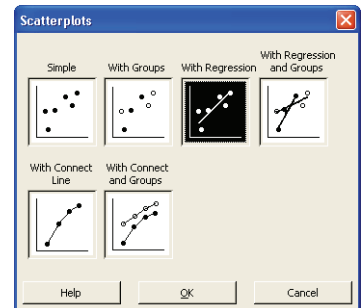 Scatterplots
Simple
With Groups
With Regression
With Regression
and Groups
With Connect
Line
With Connect
and Groups
Help
OK
Cancel